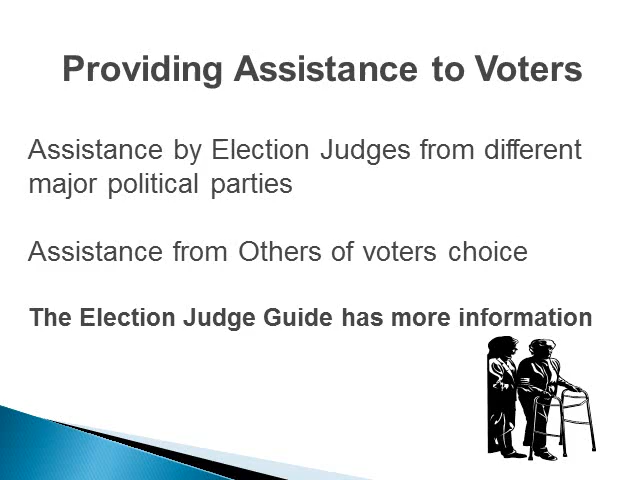 Providing Assistance to Voters
Assistance by Election Judges from different
major political parties
Assistance from Others of voters choice
The Election Judge Guide has more information